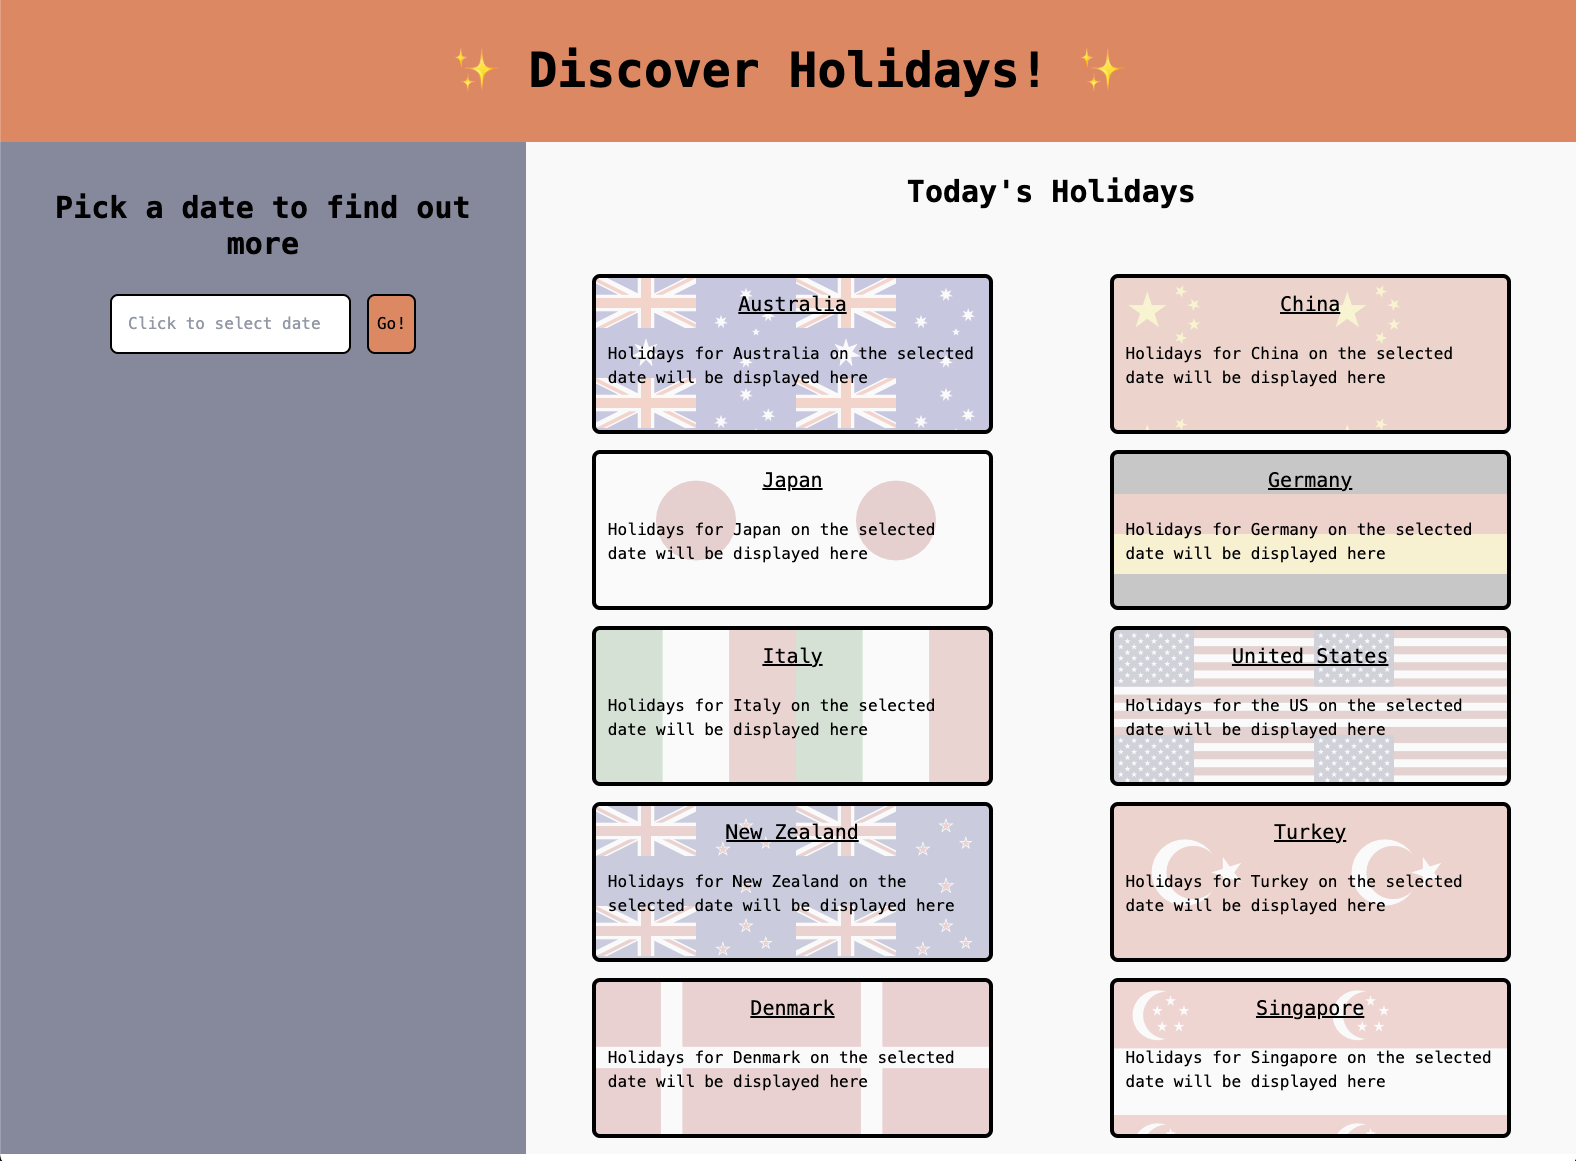 ✨ Discover Holidays! ✨
Pick a date to find out
more
Click to select date
Go!
Today's Holidays
Australia
Holidays for Australia on the selected
date will be displayed here
China
Holidays for China on the selected
date will be displayed here
Japan
Holidays for Japan on the selected
date will be displayed here
Germany
Holidays for Germany on the selected
date will be displayed here
Italy
Holidays for Italy on the selected
date will be displayed here
United States
Holidays for the US on the selected
date will be displayed here
New Zealand
Holidays for New Zealand on the
selected date will be displayed here
Turkey
Holidays for Turkey on the selected
date will be displayed here
Denmark
Holidays for Denmark on the selected
date will be displayed here
Singapore
Holidays for Singapore on the selected
date will be displayed here